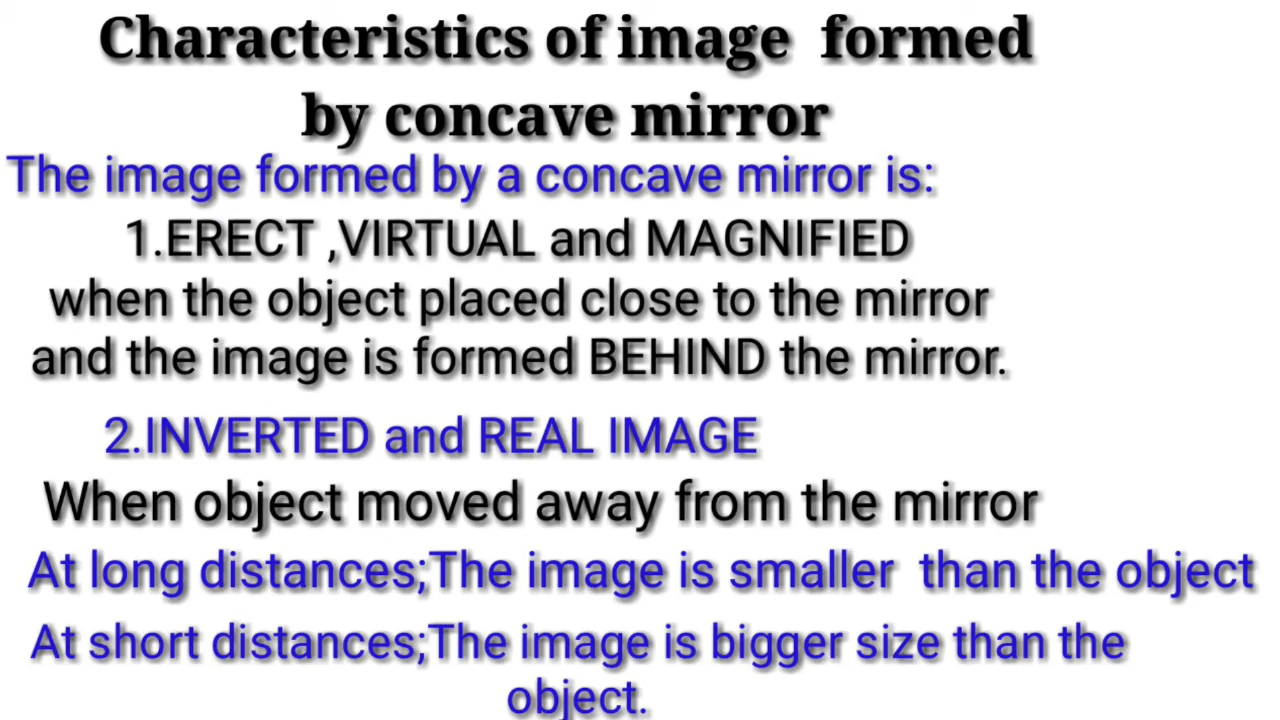 Characteristics of image formed
by concave mirror
The image formed by a concave mirror is:
1.ERECT ,VIRTUAL and MAGNIFIED
when the object placed close to the mirror
and the image is formed BEHIND the mirror.
2.INVERTED and REAL IMAGE
When object moved away from the mirror
At long distances;The image is smaller than the object
At short distances;The image is bigger size than the
object.